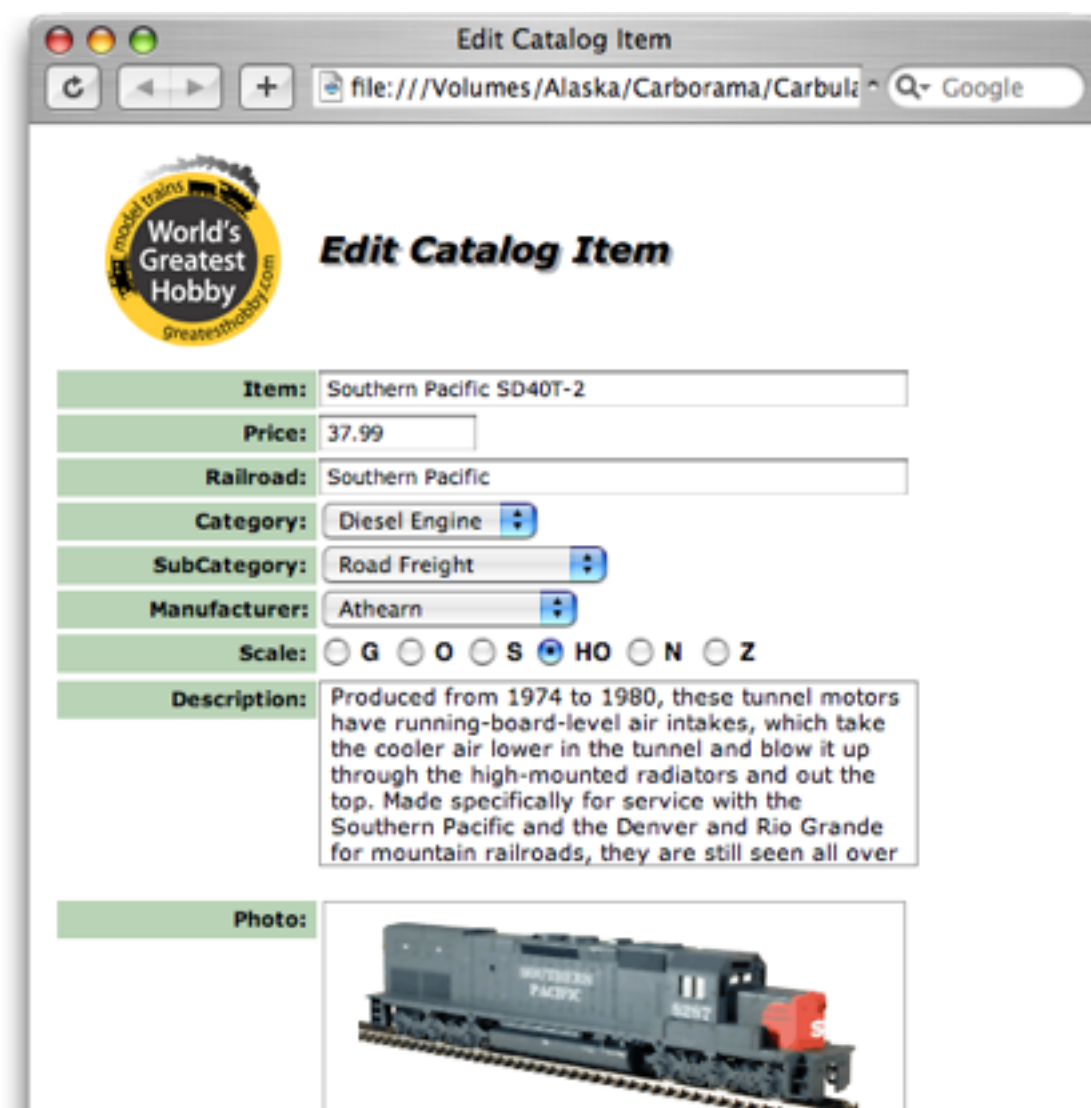 Edit Catalog Item
file:///Volumes/Alaska/Carborama/Carbula
Google
model trains
World's
Greatest
Hobby
greatesthobby.com
Edit Catalog Item
Item: Southern Pacific SD40T-2
Price: 37.99
Railroad: Southern Pacific
Category: Diesel Engine
SubCategory: Road Freight
Manufacturer: Athearn
Scale: G O S HO N Z
Description: Produced from 1974 to 1980, these tunnel motors
have running-board-level air intakes, which take
the cooler air lower in the tunnel and blow it up
through the high-mounted radiators and out the
top. Made specifically for service with the
Southern Pacific and the Denver and Rio Grande
for mountain railroads, they are still seen all over
Photo:
SOUTHERN
PACIFIC